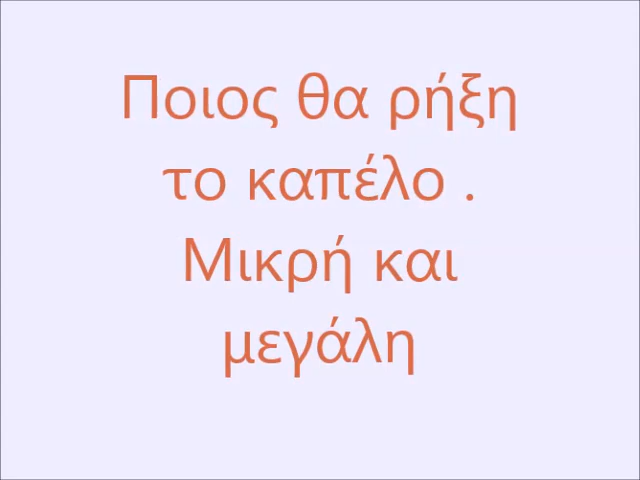 Ποιος θα ρήξη
το καπέλο .
Μικρή και
μεγάλη